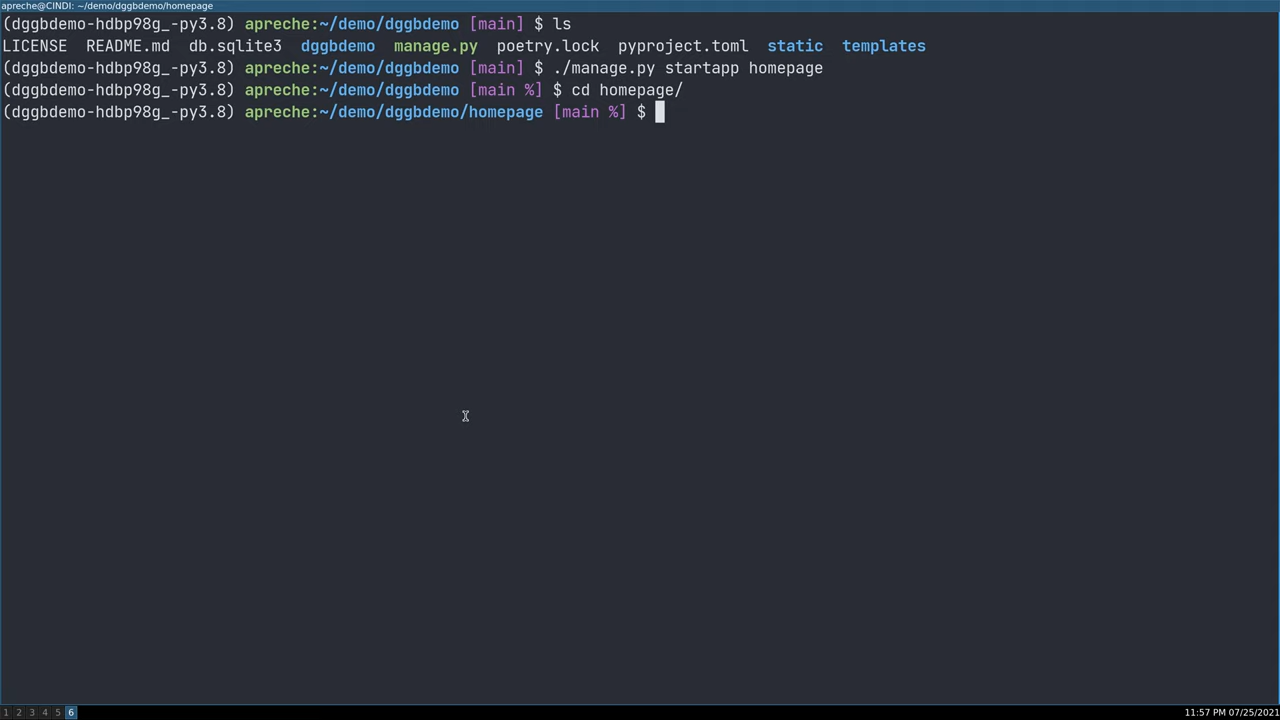 apreche@CINDI: ~/demo/dggbdemo/homepage
(dggbdemo-hdbp98g_-py3.8) apreche:~/demo/dggbdemo [main] $ ls
LICENSE  README.md  db.sqlite3  dggbdemo  manage.py  poetry.lock  pyproject.toml  static  templates
(dggbdemo-hdbp98g_-py3.8) apreche:~/demo/dggbdemo [main] $ ./manage.py startapp homepage
(dggbdemo-hdbp98g_-py3.8) apreche:~/demo/dggbdemo [main %] $ cd homepage/
(dggbdemo-hdbp98g_-py3.8) apreche:~/demo/dggbdemo/homepage [main %] $
1 2 3 4 5 6 11:57 PM 07/25/2021